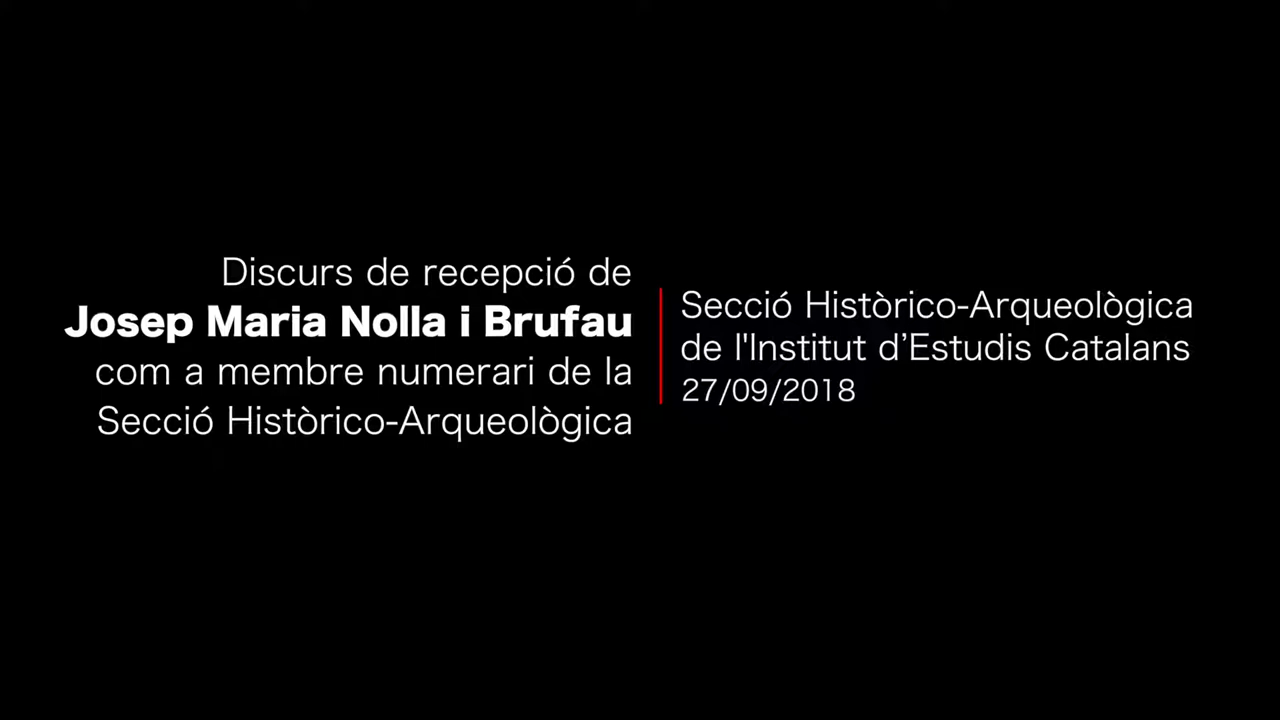 Discurs de recepció de
Josep Maria Nolla i Brufau
com a membre numerari de la
Secció Històrico-Arqueològica
Secció Històrico-Arqueològica
de l'Institut d’Estudis Catalans
27/09/2018